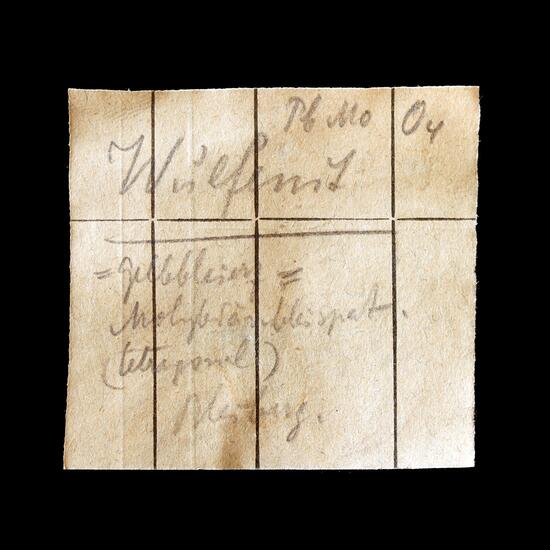 Pb Mo O4
Wulfenit
= Gelbbleierz =
Molybdänbleispat.
(tetragonal)
Bleiberg.